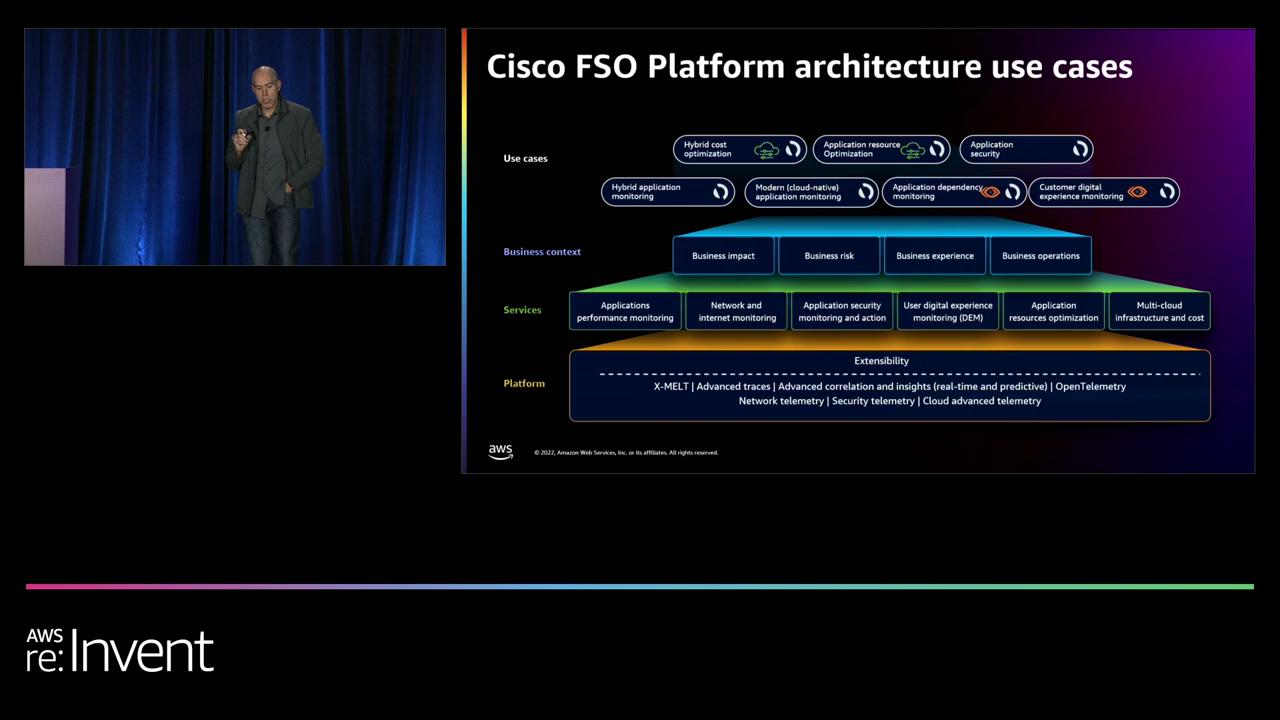 Cisco FSO Platform architecture use cases
Use cases
Hybrid cost
optimization
Application resource
Optimization
Application
security
Hybrid application
monitoring
Modern (cloud-native)
application monitoring
Application dependency
monitoring
Customer digital
experience monitoring
Business context
Business impact
Business risk
Business experience
Business operations
Services
Applications
performance monitoring
Network and
internet monitoring
Application security
monitoring and action
User digital experience
monitoring (DEM)
Application
resources optimization
Multi-cloud
infrastructure and cost
Platform
Extensibility
X-MELT | Advanced traces | Advanced correlation and insights (real-time and predictive) | OpenTelemetry
Network telemetry | Security telemetry | Cloud advanced telemetry
aws
© 2022, Amazon Web Services, Inc. or its affiliates. All rights reserved.
AWS
re:Invent